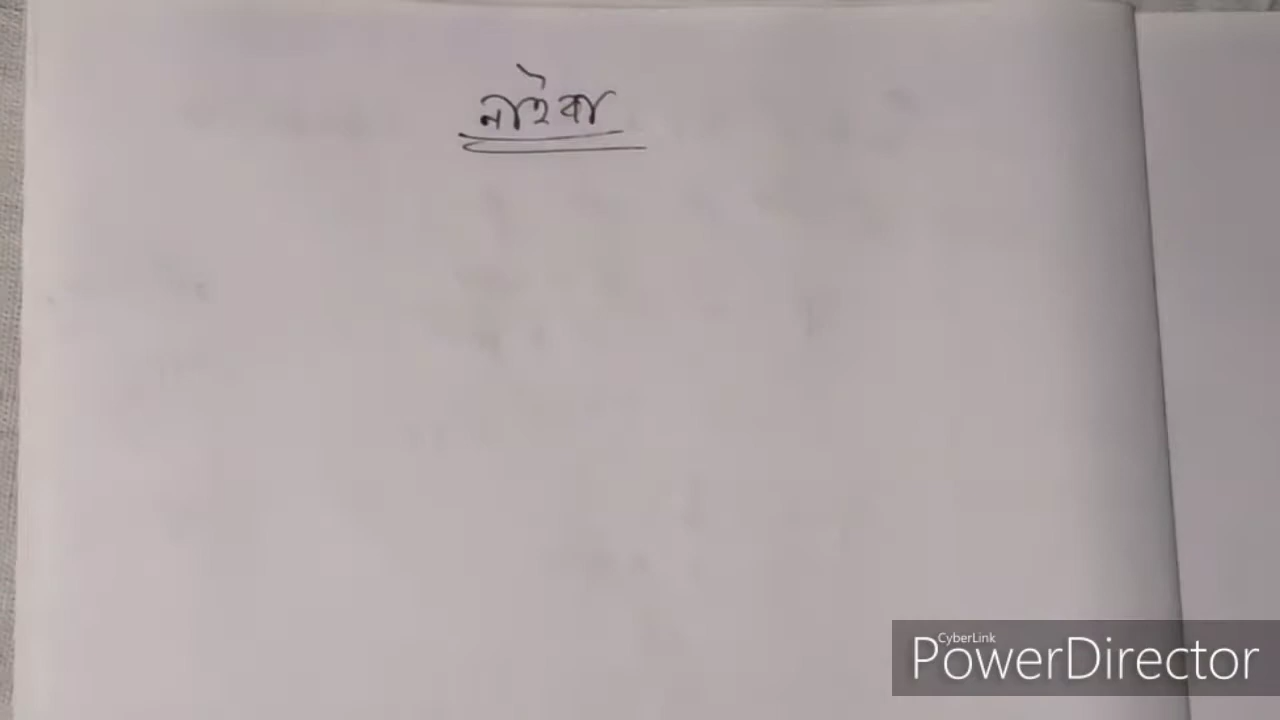 নাইকা
CyberLink
PowerDirector